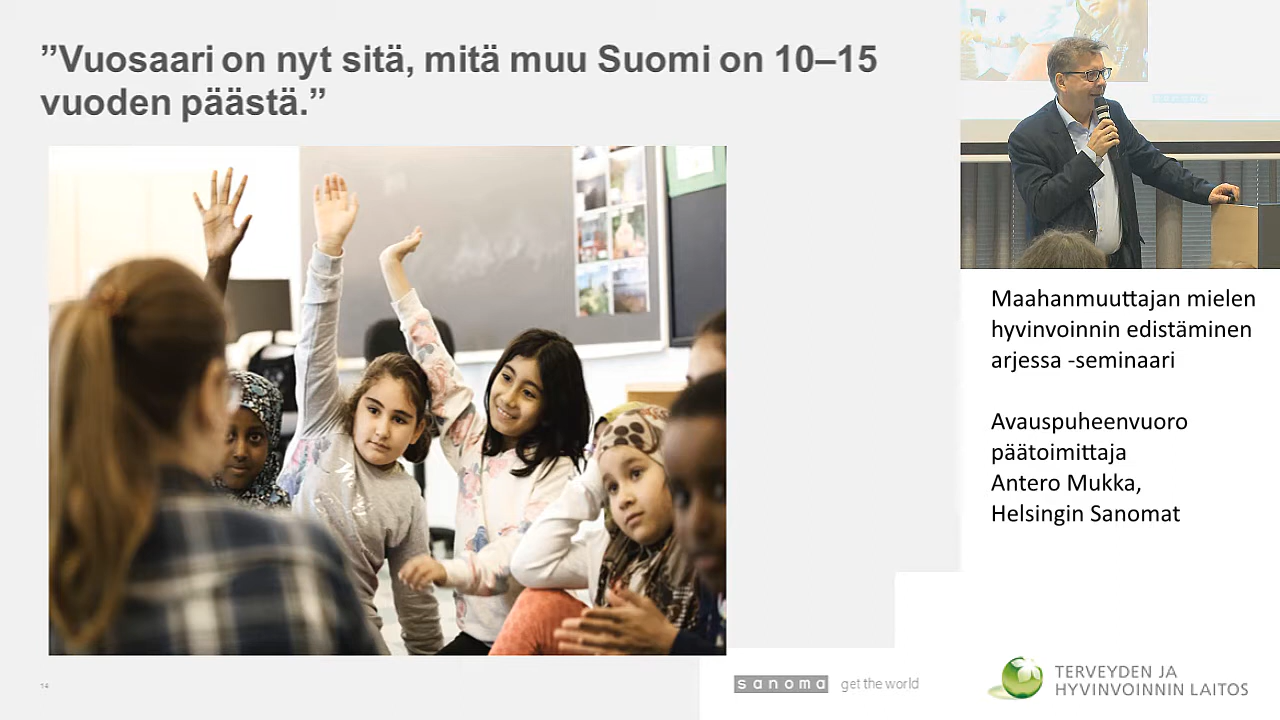 ”Vuosaari on nyt sitä, mitä muu Suomi on 10–15
vuoden päästä.”
Maahanmuuttajan mielen
hyvinvoinnin edistäminen
arjessa -seminaari
Avauspuheenvuoro
päätoimittaja
Antero Mukka,
Helsingin Sanomat
14
sanoma get the world
TERVEYDEN JA
HYVINVOINNIN LAITOS
sanoma